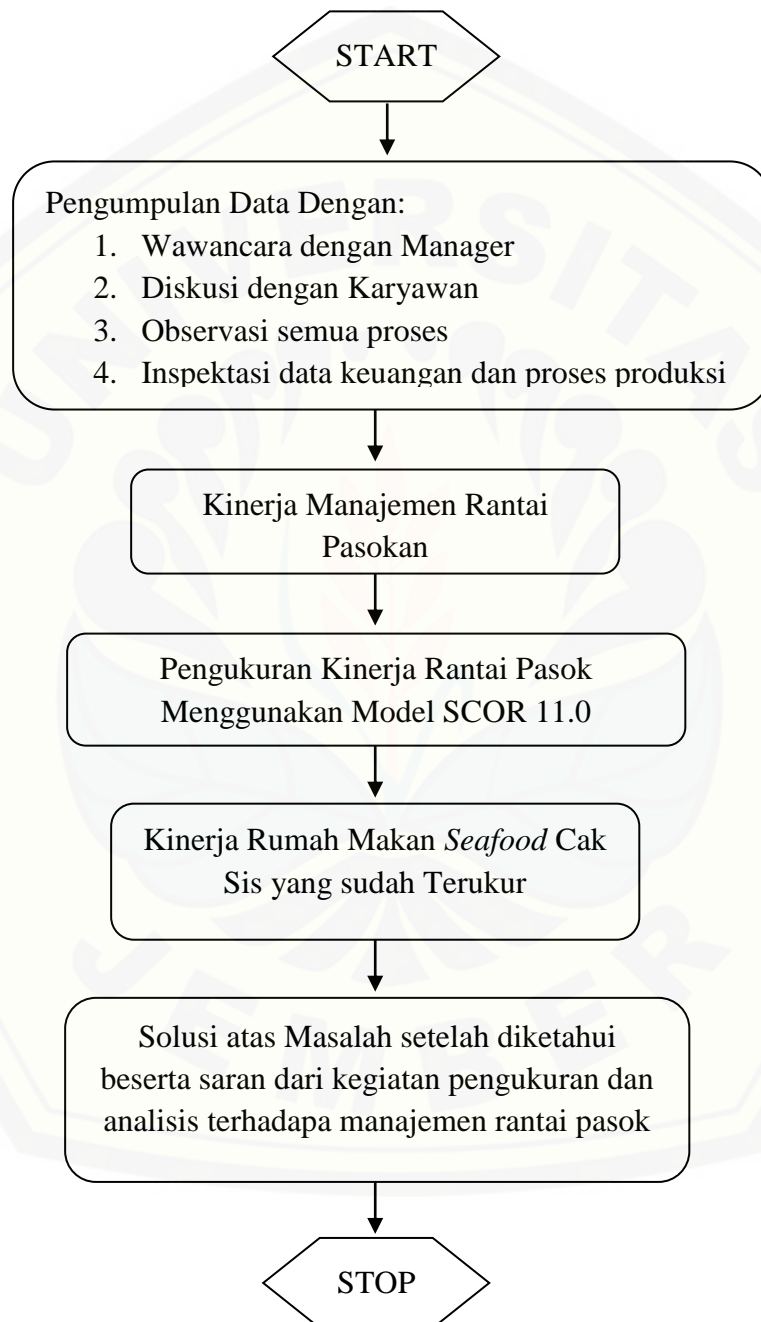 START
Pengumpulan Data Dengan:
1. Wawancara dengan Manager
2. Diskusi dengan Karyawan
3. Observasi semua proses
4. Inspektasi data keuangan dan proses produksi
Kinerja Manajemen Rantai
Pasokan
Pengukuran Kinerja Rantai Pasok
Menggunakan Model SCOR 11.0
Kinerja Rumah Makan Seafood Cak
Sis yang sudah Terukur
Solusi atas Masalah setelah diketahui
beserta saran dari kegiatan pengukuran dan
analisis terhadapa manajemen rantai pasok
STOP
UNIVERSITAS
JEMBER